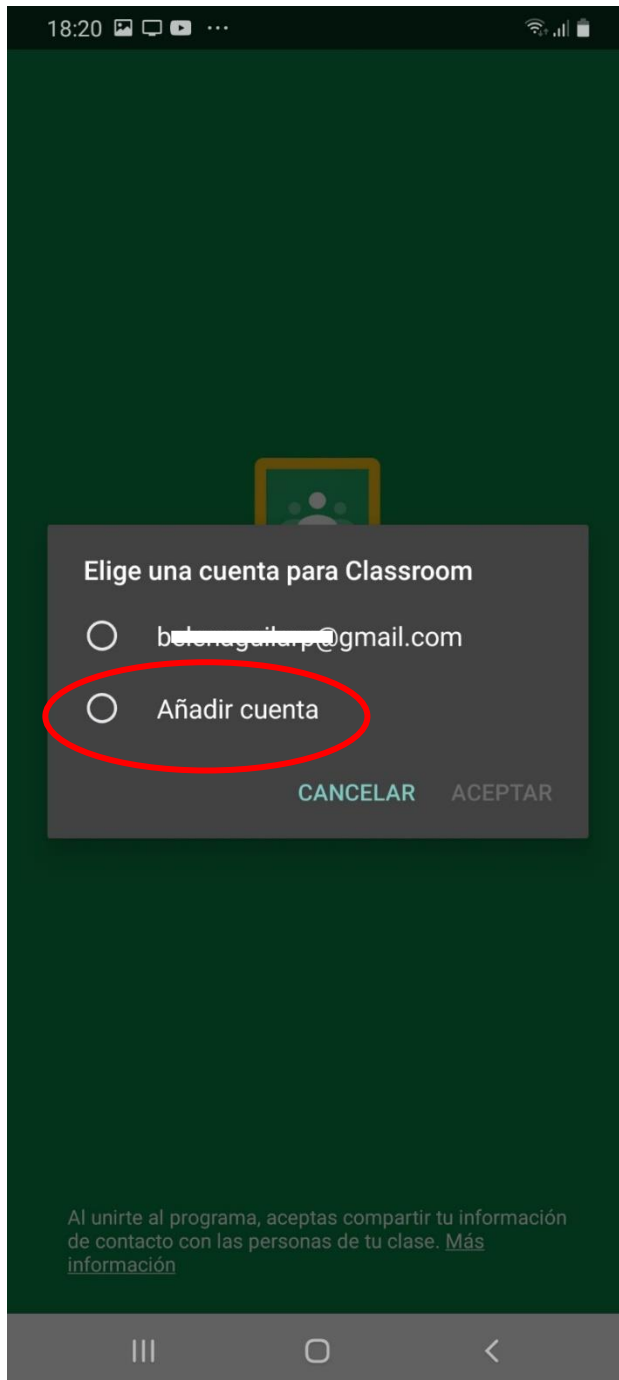 18:20
Elige una cuenta para Classroom
@gmail.com
Añadir cuenta
CANCELAR ACEPTAR
Al unirte al programa, aceptas compartir tu información
de contacto con las personas de tu clase. Más
información